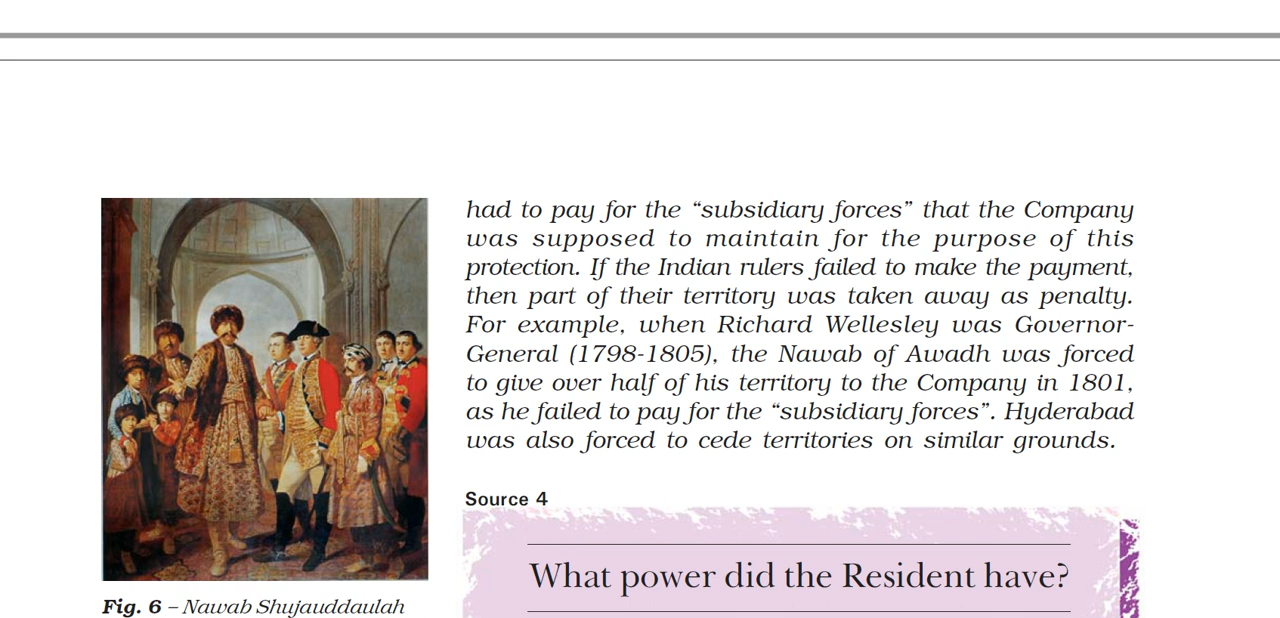 had to pay for the “subsidiary forces” that the Company
was supposed to maintain for the purpose of this
protection. If the Indian rulers failed to make the payment,
then part of their territory was taken away as penalty.
For example, when Richard Wellesley was Governor-
General (1798-1805), the Nawab of Awadh was forced
to give over half of his territory to the Company in 1801,
as he failed to pay for the “subsidiary forces”. Hyderabad
was also forced to cede territories on similar grounds.
Source 4
What power did the Resident have?
Fig. 6 – Nawab Shujauddaulah